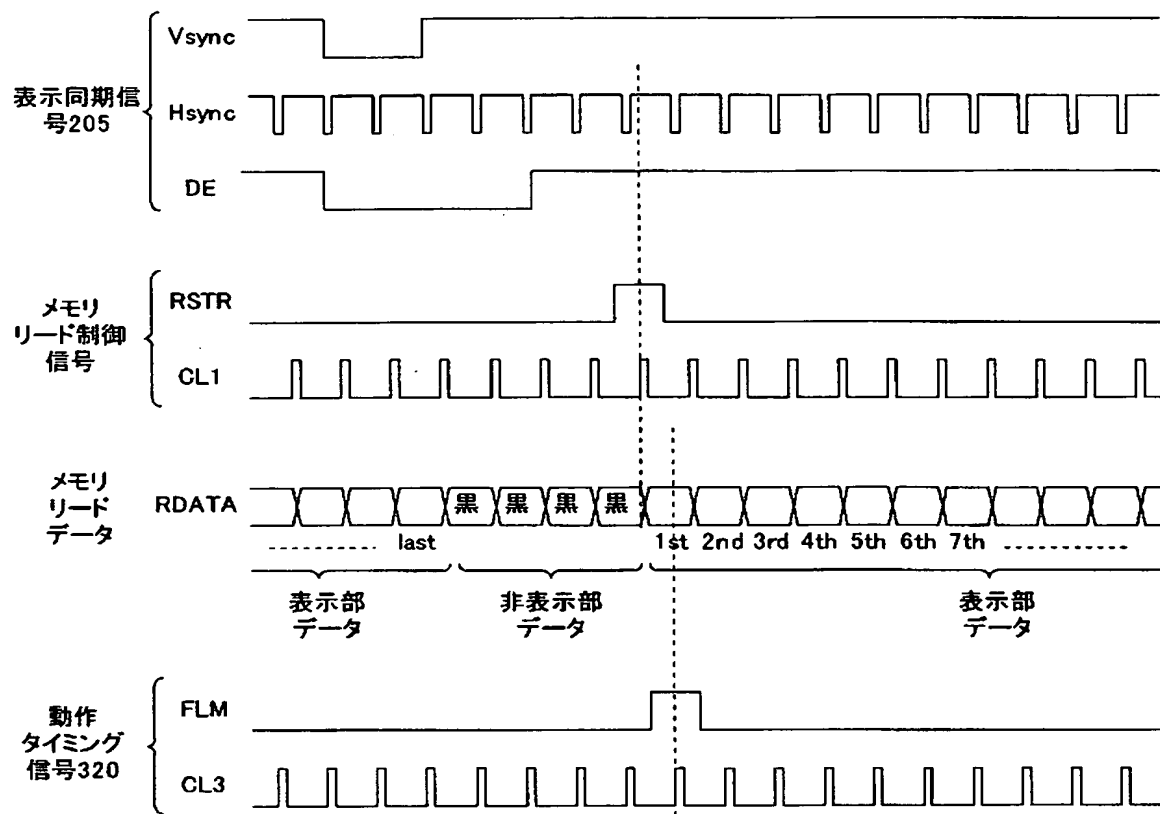 Vsync
表示同期信
号205
Hsync
DE
メモリ
リード制御
信号
RSTR
CL1
メモリ
リード
データ
RDATA
黒 黒 黒 黒
last
1st 2nd 3rd 4th 5th 6th 7th
表示部
データ
非表示部
データ
表示部
データ
動作
タイミング
信号320
FLM
CL3